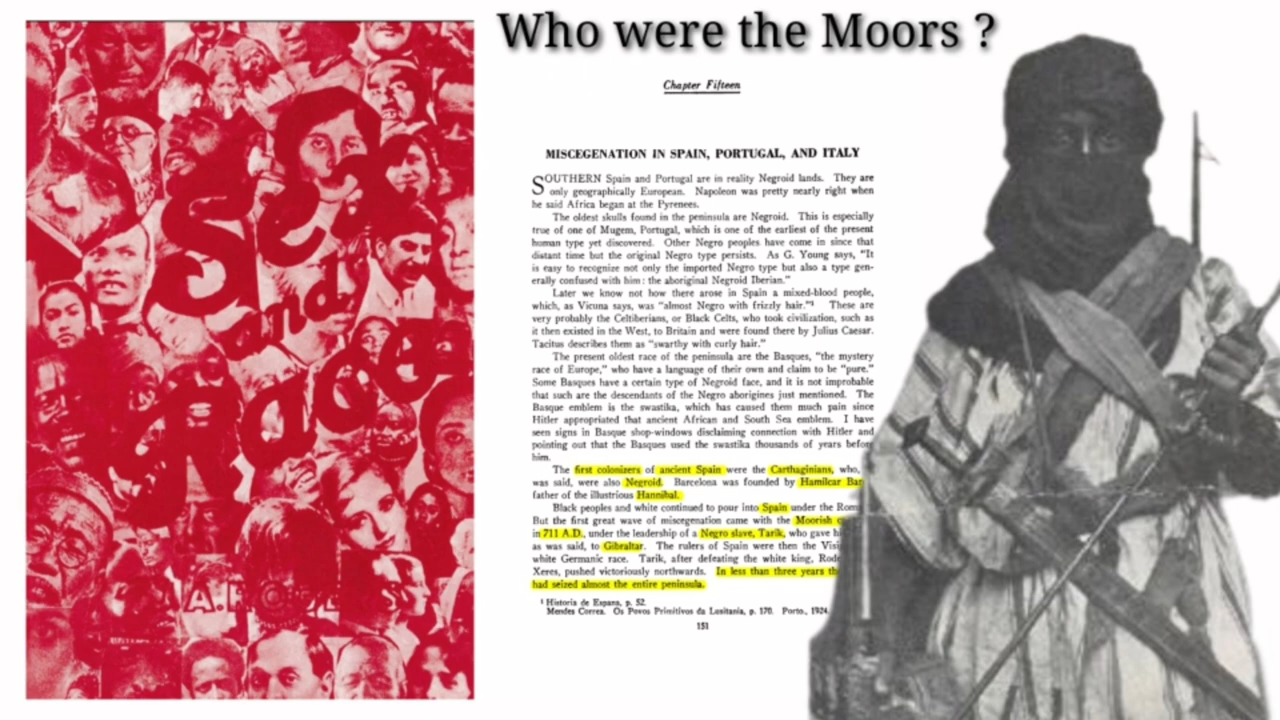 Who were the Moors ?
Sex
and
Race
J.A. ROGERS
Chapter Fifteen
MISCEGENATION IN SPAIN, PORTUGAL, AND ITALY
SOUTHERN Spain and Portugal are in reality Negroid lands. They are
only geographically European. Napoleon was pretty nearly right when
he said Africa began at the Pyrenees.
The oldest skulls found in the peninsula are Negroid. This is especially
true of one of Mugem, Portugal, which is one of the earliest of the present
human type yet discovered. Other Negro peoples have come in since that
distant time but the original Negro type persists. As G. Young says, "It
is easy to recognize not only the imported Negro type but also a type gen-
erally confused with him: the aboriginal Negroid Iberian."
Later we know not how there arose in Spain a mixed-blood people,
which, as Vicuna says, was "almost Negro with frizzly hair."¹ These are
very probably the Celtiberians, or Black Celts, who took civilization, such as
it then existed in the West, to Britain and were found there by Julius Caesar.
Tacitus describes them as "swarthy with curly hair."
The present oldest race of the peninsula are the Basques, "the mystery
race of Europe," who have a language of their own and claim to be "pure."
Some Basques have a certain type of Negroid face, and it is not improbable
that such are the descendants of the Negro aborigines just mentioned. The
Basque emblem is the swastika, which has caused them much pain since
Hitler appropriated that ancient African and South Sea emblem. I have
seen signs in Basque shop-windows disclaiming connection with Hitler and
pointing out that the Basques used the swastika thousands of years before
him.
The first colonizers of ancient Spain were the Carthaginians, who,
was said, were also Negroid. Barcelona was founded by Hamilcar Bar
father of the illustrious Hannibal.
Black peoples and white continued to pour into Spain under the Rom
But the first great wave of miscegenation came with the Moorish
in 711 A.D., under the leadership of a Negro slave, Tarik, who gave
as was said, to Gibraltar. The rulers of Spain were then the Visi
white Germanic race. Tarik, after defeating the white king, Rode
Xeres, pushed victoriously northwards. In less than three years
had seized almost the entire peninsula.
¹ Historia de Espana, p. 52.
Mendes Correa. Os Povos Primitivos da Lusitania, p. 170. Porto., 1924.
151